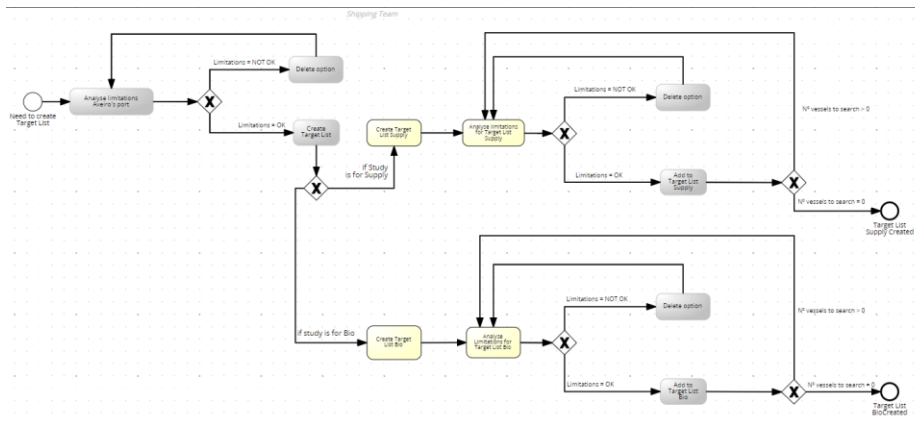 Shipping Team
Need to create
Target List
Analyse limitations
Aveiro's port
Limitations = NOT OK
Delete option
Limitations = OK
Create
Target List
if Study
is for Supply
Create Target
List Supply
Analyse limitations
for Target List
Supply
Limitations = NOT OK
Delete option
Limitations = OK
Add to
Target List
Supply
Nº vessels to search > 0
Nº vessels to search = 0
Target List
Supply Created
if study is for Bio
Create Target
List Bio
Analyse
Limitations for
Target List Bio
Limitations = NOT OK
Delete option
Limitations = OK
Add to
Target List
Bio
Nº vessels to search > 0
Nº vessels to search = 0
Target List
BioCreated